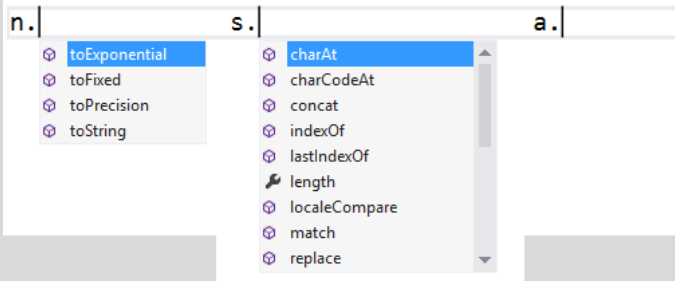 n. s. a.
toExponential
toFixed
toPrecision
toString
charAt
charCodeAt
concat
indexOf
lastIndexOf
length
localeCompare
match
replace